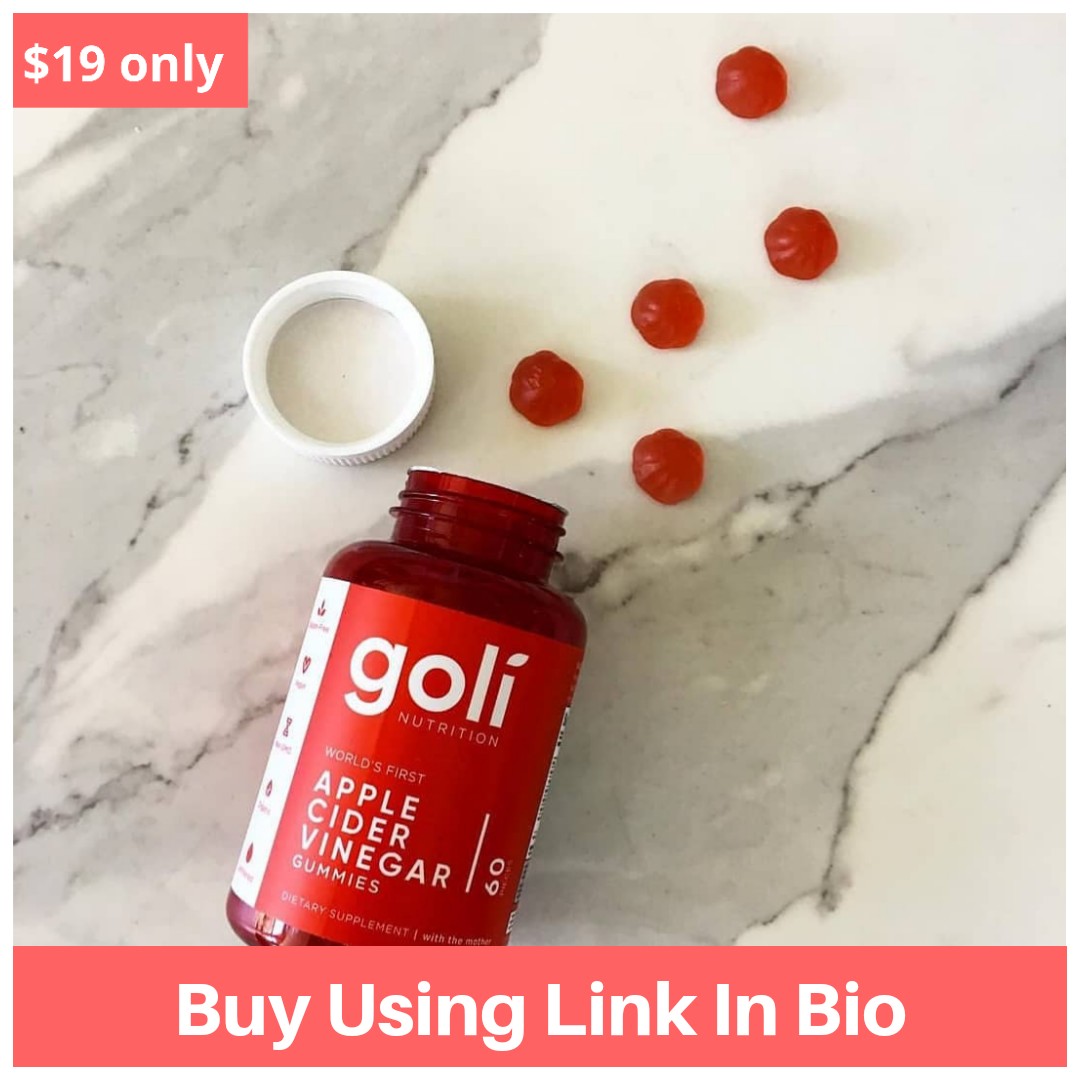 $19 only
goli
NUTRITION
WORLD'S FIRST
APPLE
CIDER
VINEGAR
GUMMIES
60
DIETARY SUPPLEMENT | with the mother
Buy Using Link In Bio